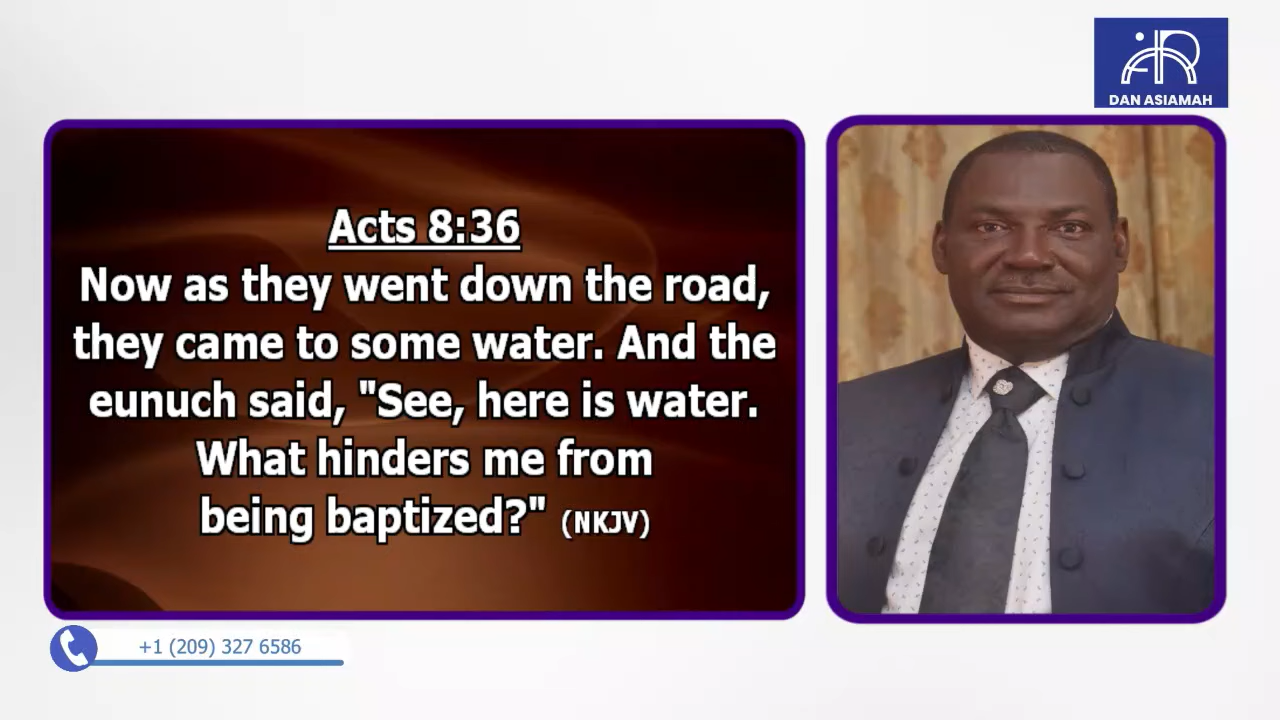 DAN ASIAMAH
Acts 8:36
Now as they went down the road,
they came to some water. And the
eunuch said, "See, here is water.
What hinders me from
being baptized?" (NKJV)
+1 (209) 327 6586